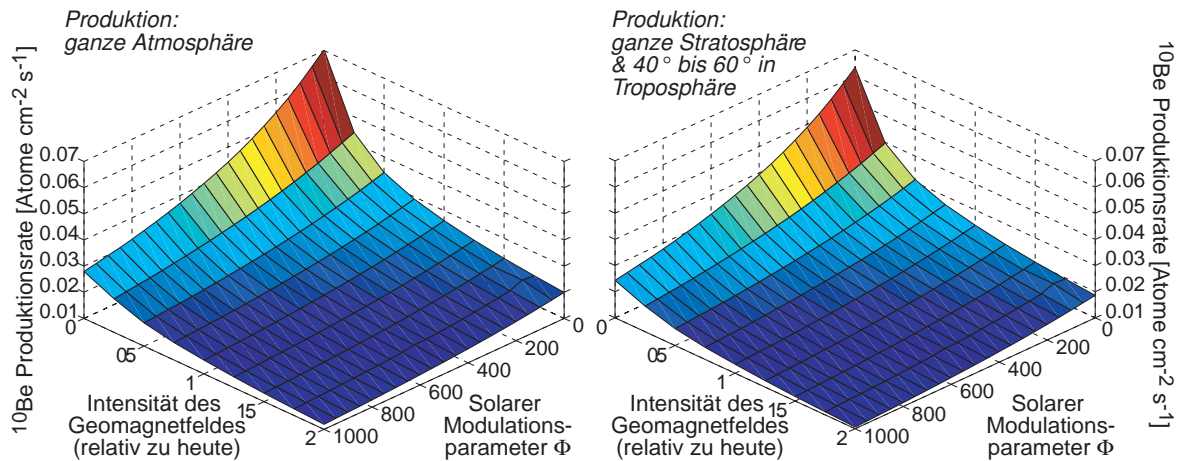 Produktion:
ganze Atmosphäre
10Be Produktionsrate [Atome cm-2 s-1]
0.07
0.06
0.05
0.04
0.03
0.02
0.01
0
05
1
15
2
Intensität des
Geomagnetfeldes
(relativ zu heute)
0
200
400
600
800
1000
Solarer
Modulations-
parameter Φ
Produktion:
ganze Stratosphäre
& 40° bis 60° in
Troposphäre
10Be Produktionsrate [Atome cm-2 s-1]
0.07
0.06
0.05
0.04
0.03
0.02
0.01
0
05
1
15
2
Intensität des
Geomagnetfeldes
(relativ zu heute)
0
200
400
600
800
1000
Solarer
Modulations-
parameter Φ